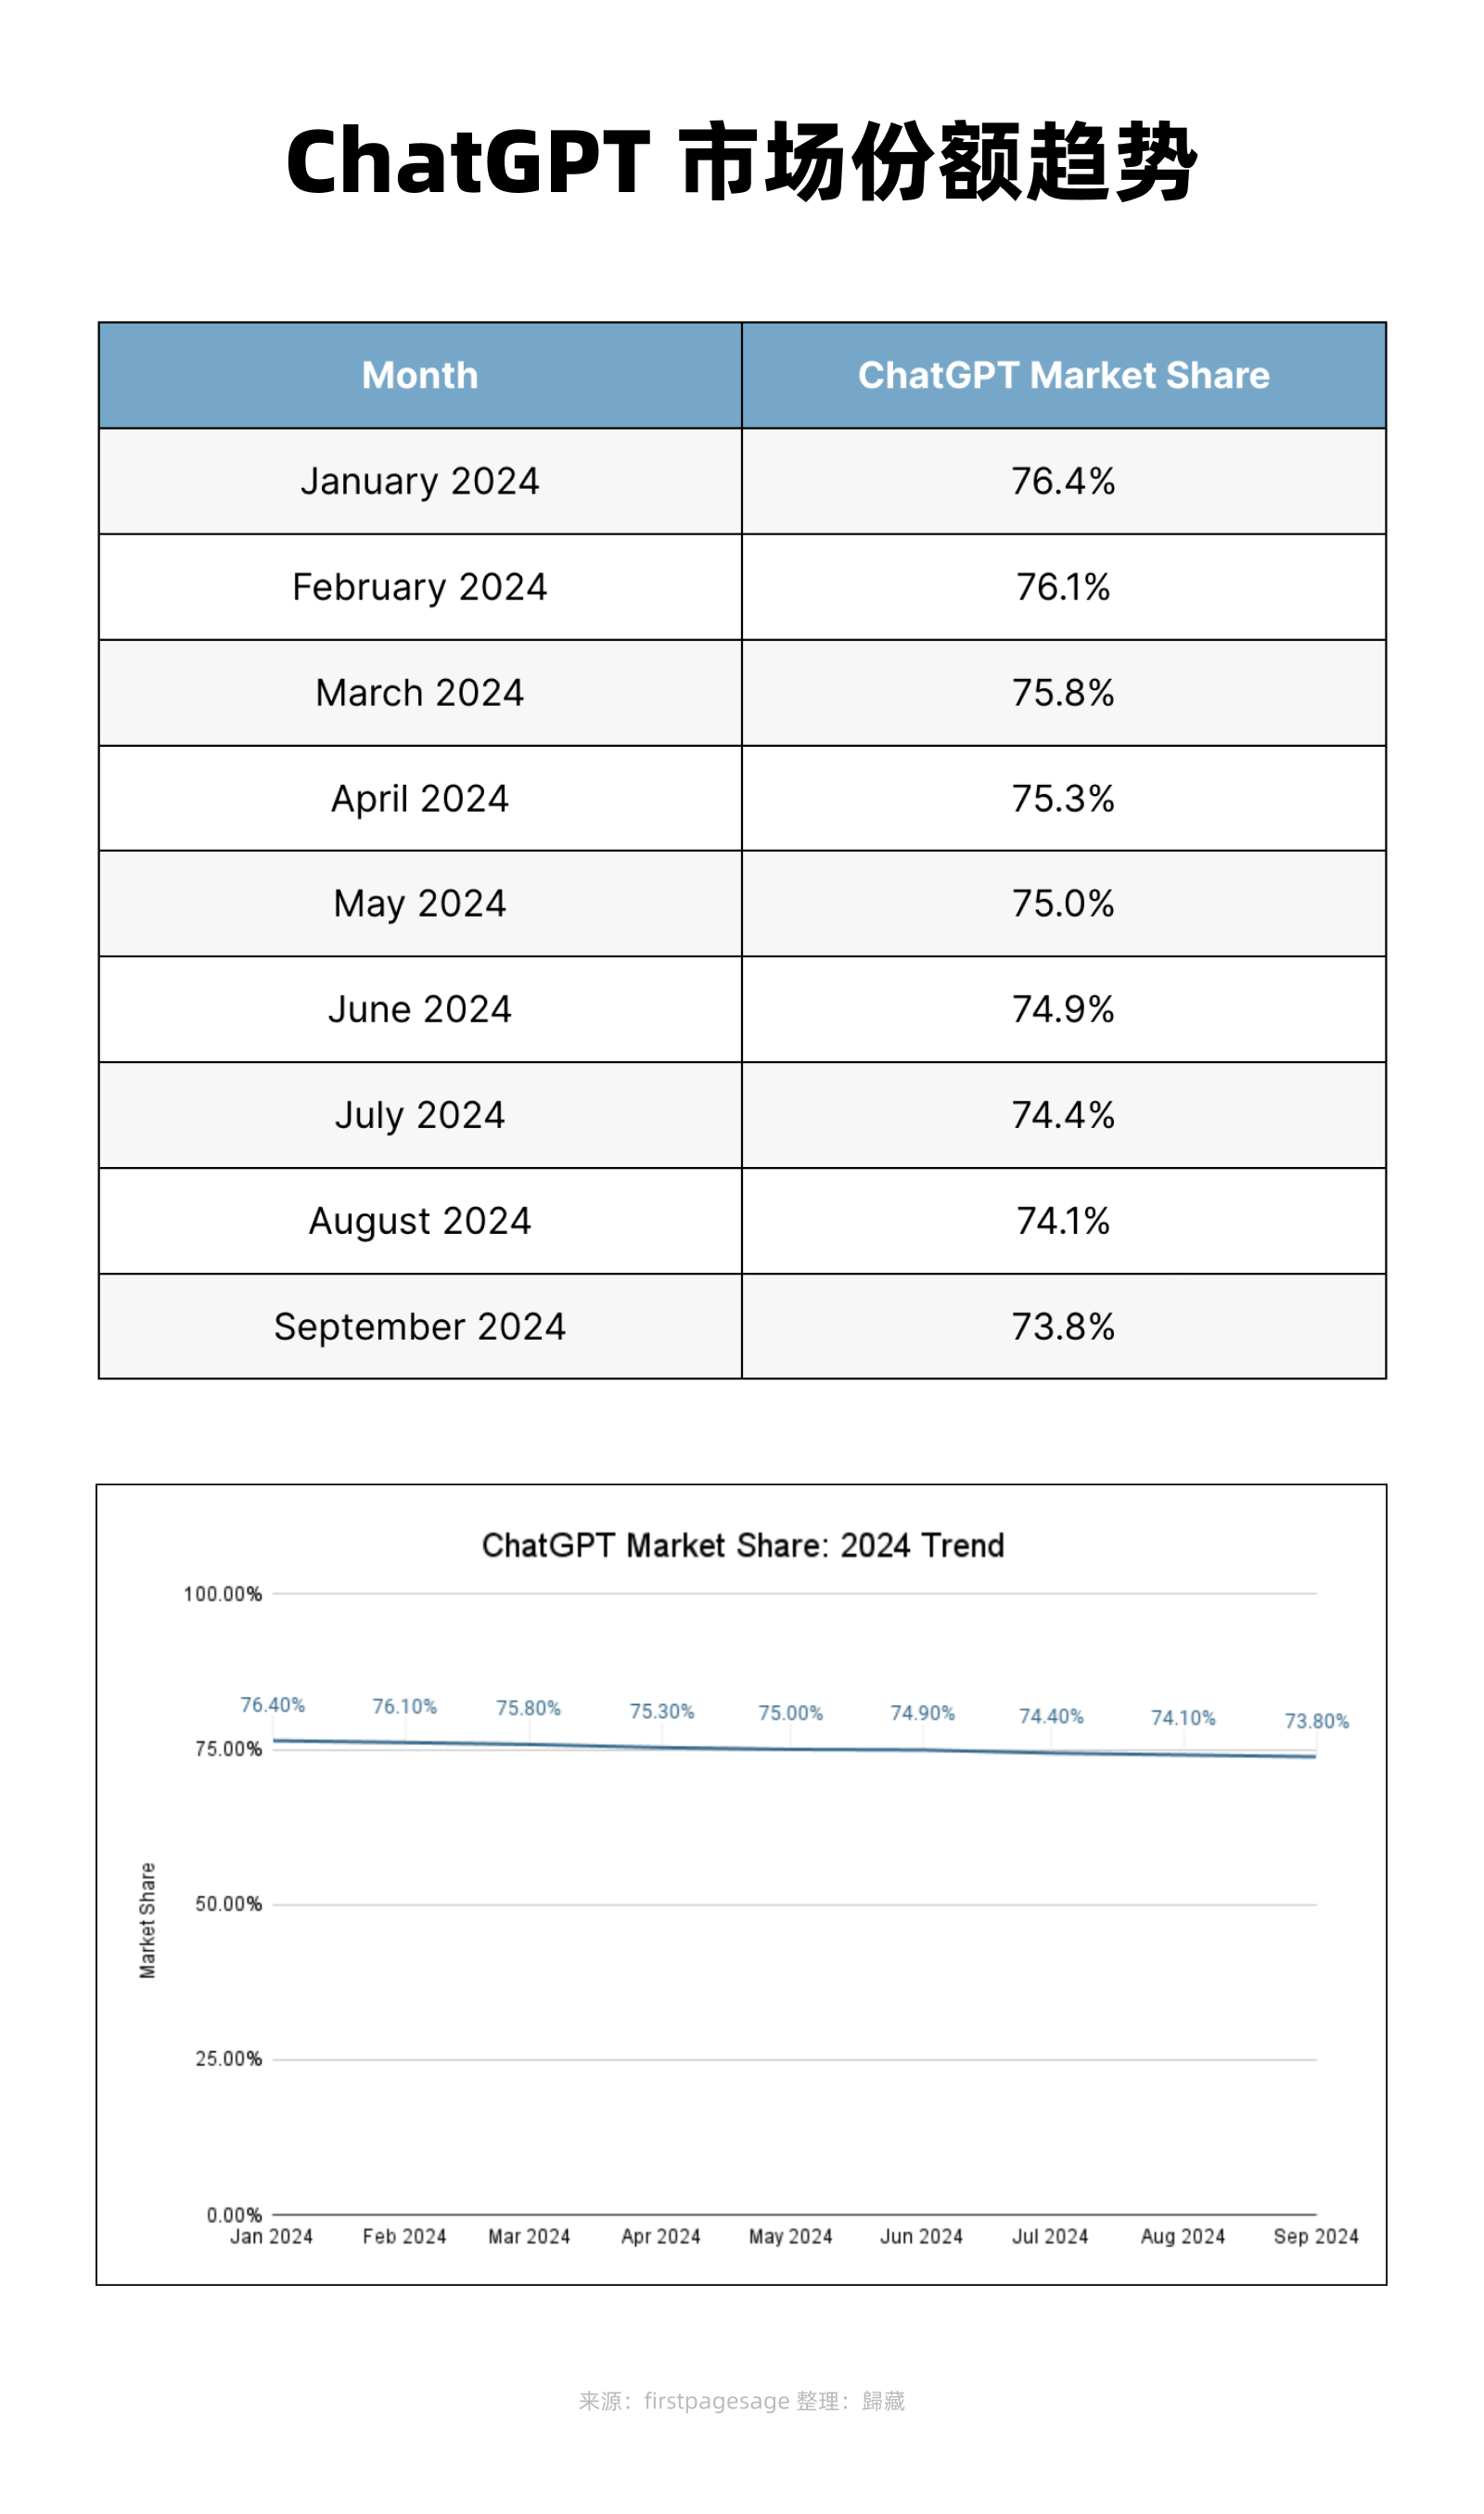 ChatGPT 市场份额趋势
Month ChatGPT Market Share
January 2024 76.4%
February 2024 76.1%
March 2024 75.8%
April 2024 75.3%
May 2024 75.0%
June 2024 74.9%
July 2024 74.4%
August 2024 74.1%
September 2024 73.8%
ChatGPT Market Share: 2024 Trend
100.00%
76.40% 76.10% 75.80% 75.30% 75.00% 74.90% 74.40% 74.10% 73.80%
75.00%
Market Share
50.00%
25.00%
0.00%
Jan 2024 Feb 2024 Mar 2024 Apr 2024 May 2024 Jun 2024 Jul 2024 Aug 2024 Sep 2024
来源：firstpagesage 整理：歸藏